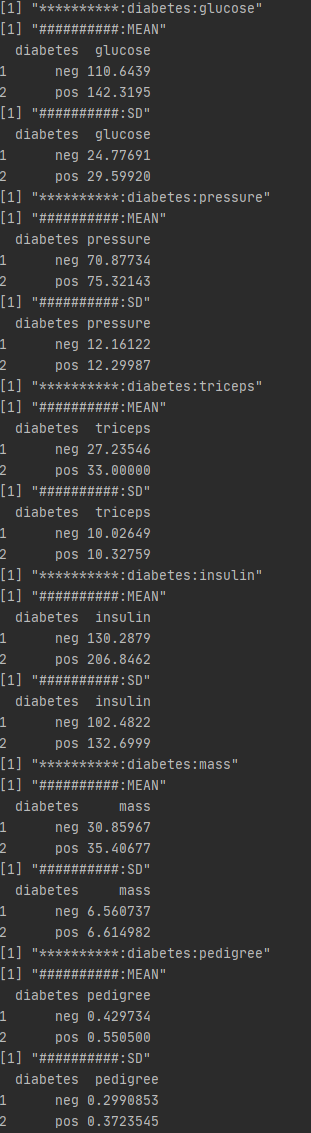 [1] "**********:diabetes:glucose"
[1] "##########:MEAN"
  diabetes  glucose
1      neg 110.6439
2      pos 142.3195
[1] "##########:SD"
  diabetes  glucose
1      neg 24.77691
2      pos 29.59920
[1] "**********:diabetes:pressure"
[1] "##########:MEAN"
  diabetes pressure
1      neg 70.87734
2      pos 75.32143
[1] "##########:SD"
  diabetes pressure
1      neg 12.16122
2      pos 12.29987
[1] "**********:diabetes:triceps"
[1] "##########:MEAN"
  diabetes  triceps
1      neg 27.23546
2      pos 33.00000
[1] "##########:SD"
  diabetes  triceps
1      neg 10.02649
2      pos 10.32759
[1] "**********:diabetes:insulin"
[1] "##########:MEAN"
  diabetes  insulin
1      neg 130.2879
2      pos 206.8462
[1] "##########:SD"
  diabetes  insulin
1      neg 102.4822
2      pos 132.6999
[1] "**********:diabetes:mass"
[1] "##########:MEAN"
  diabetes     mass
1      neg 30.85967
2      pos 35.40677
[1] "##########:SD"
  diabetes     mass
1      neg 6.560737
2      pos 6.614982
[1] "**********:diabetes:pedigree"
[1] "##########:MEAN"
  diabetes pedigree
1      neg 0.429734
2      pos 0.550500
[1] "##########:SD"
  diabetes  pedigree
1      neg 0.2990853
2      pos 0.3723545